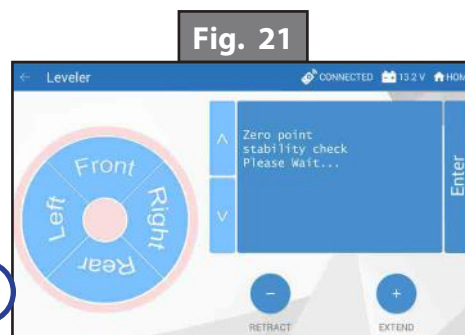 Fig. 21
← Leveler
CONNECTED 13.2 V HOM
Front
Left
Right
Rear
Zero point
stability check
Please Wait...
Enter
RETRACT
EXTEND